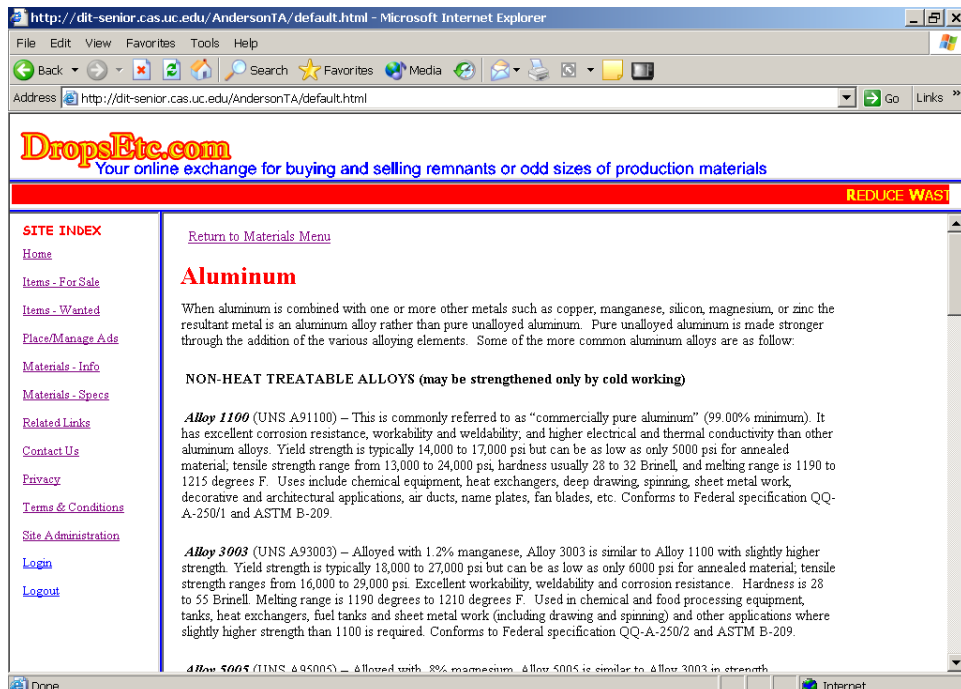 http://dit-senior.cas.uc.edu/AndersonTA/default.html - Microsoft Internet Explorer
File Edit View Favorites Tools Help
Back Search Favorites Media
Address http://dit-senior.cas.uc.edu/AndersonTA/default.html Go Links »
DropsEtc.com
Your online exchange for buying and selling remnants or odd sizes of production materials
REDUCE WAST
SITE INDEX
Home
Items - For Sale
Items - Wanted
Place/Manage Ads
Materials - Info
Materials - Specs
Related Links
Contact Us
Privacy
Terms & Conditions
Site Administration
Login
Logout
Return to Materials Menu
Aluminum
When aluminum is combined with one or more other metals such as copper, manganese, silicon, magnesium, or zinc the
resultant metal is an aluminum alloy rather than pure unalloyed aluminum. Pure unalloyed aluminum is made stronger
through the addition of the various alloying elements. Some of the more common aluminum alloys are as follow:
NON-HEAT TREATABLE ALLOYS (may be strengthened only by cold working)
Alloy 1100 (UNS A91100) – This is commonly referred to as “commercially pure aluminum” (99.00% minimum). It
has excellent corrosion resistance, workability and weldability; and higher electrical and thermal conductivity than other
aluminum alloys. Yield strength is typically 14,000 to 17,000 psi but can be as low as only 5000 psi for annealed
material; tensile strength range from 13,000 to 24,000 psi, hardness usually 28 to 32 Brinell, and melting range is 1190 to
1215 degrees F. Uses include chemical equipment, heat exchangers, deep drawing, spinning, sheet metal work,
decorative and architectural applications, air ducts, name plates, fan blades, etc. Conforms to Federal specification QQ-
A-250/1 and ASTM B-209.
Alloy 3003 (UNS A93003) – Alloyed with 1.2% manganese, Alloy 3003 is similar to Alloy 1100 with slightly higher
strength. Yield strength is typically 18,000 to 27,000 psi but can be as low as only 6000 psi for annealed material; tensile
strength ranges from 16,000 to 29,000 psi. Excellent workability, weldability and corrosion resistance. Hardness is 28
to 55 Brinell. Melting range is 1190 degrees to 1210 degrees F. Used in chemical and food processing equipment,
tanks, heat exchangers, fuel tanks and sheet metal work (including drawing and spinning) and other applications where
slightly higher strength than 1100 is required. Conforms to Federal specification QQ-A-250/2 and ASTM B-209.
Alloy 5005 (UNS A95005) – Alloyed with .8% magnesium, Alloy 5005 is similar to Alloy 3003 in strength,
Done Internet